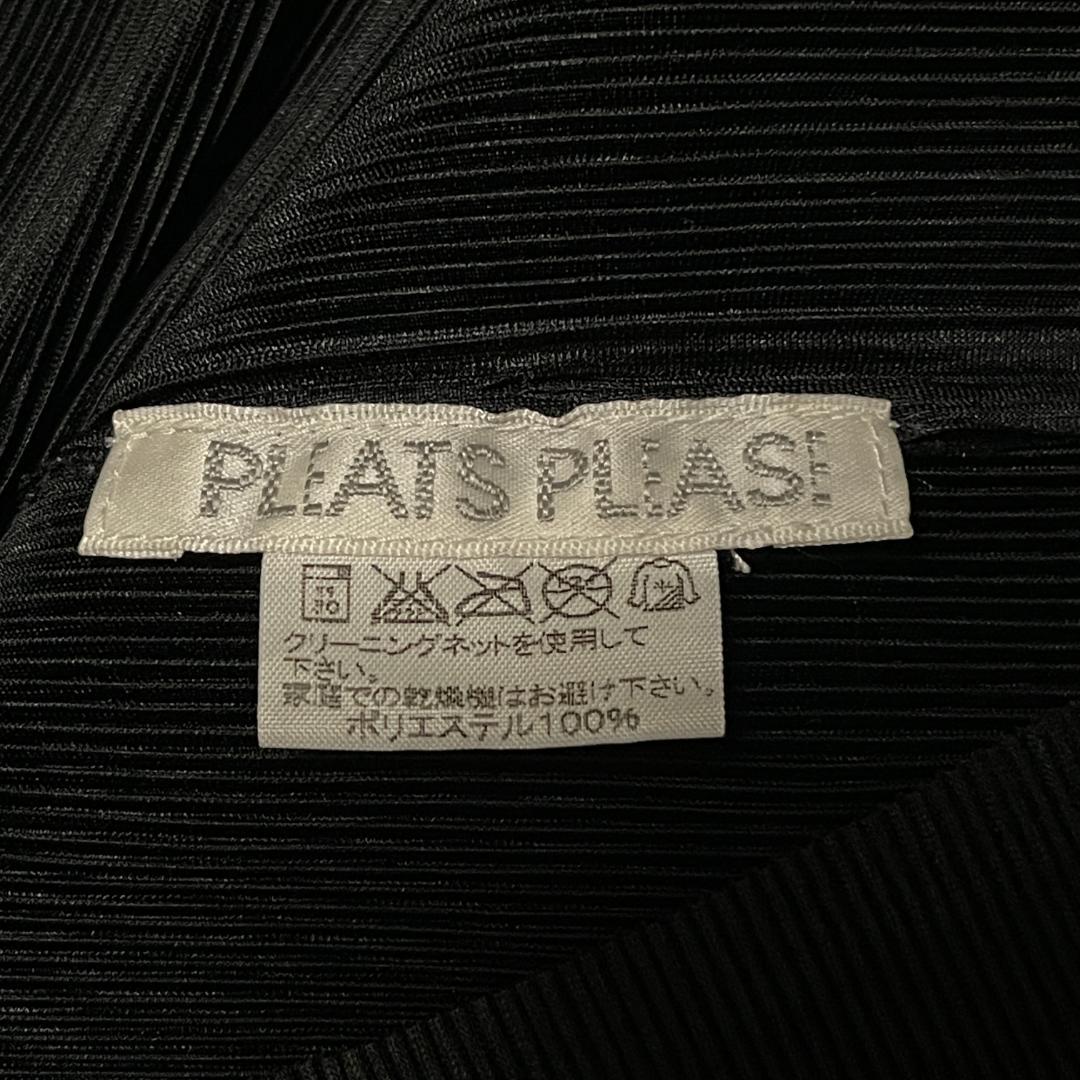 PLEATS PLEASE
クリーニングネットを使用して
下さい。
家庭での乾燥機はお避け下さい。
ポリエステル100%